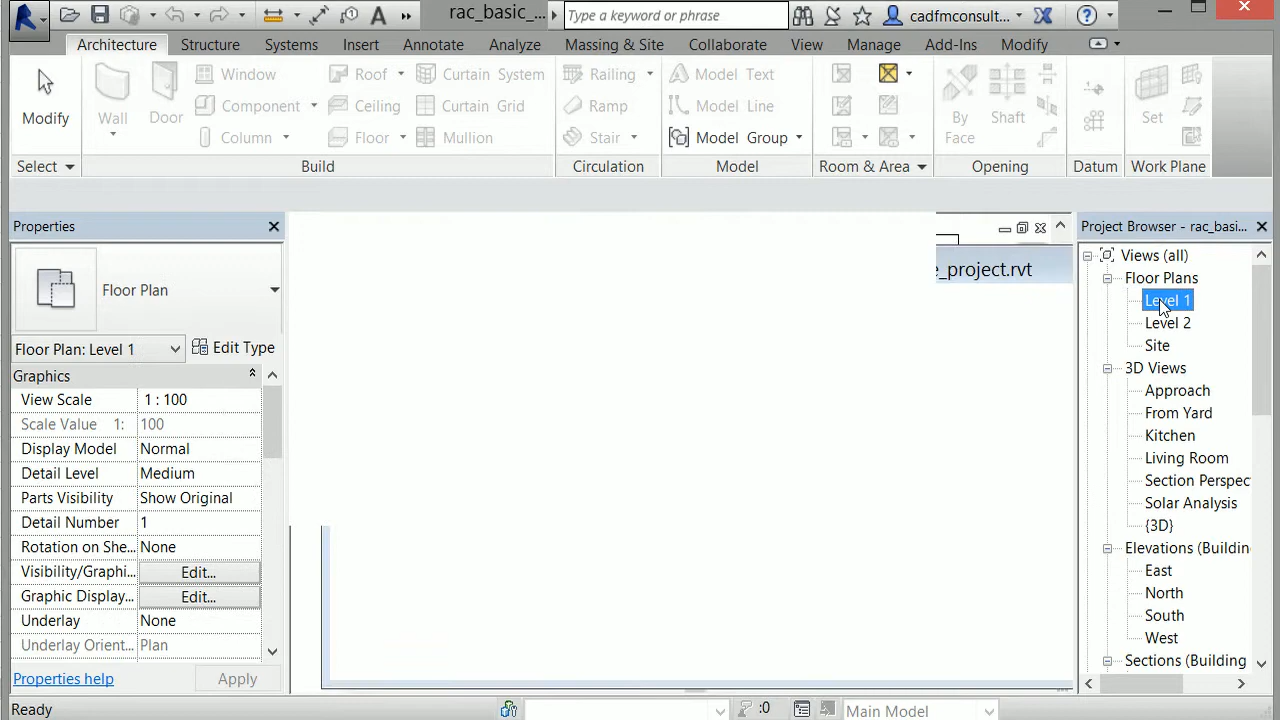 rac_basic_...
Type a keyword or phrase
cadfmconsult...
Architecture Structure Systems Insert Annotate Analyze Massing & Site Collaborate View Manage Add-Ins Modify
Modify
Wall
Door
Window
Component
Column
Roof
Ceiling
Floor
Curtain System
Curtain Grid
Mullion
Railing
Ramp
Stair
Model Text
Model Line
Model Group
By Face
Shaft
Set
Select Build Circulation Model Room & Area Opening Datum Work Plane
Properties
Floor Plan
Floor Plan: Level 1 Edit Type
Graphics
View Scale 1 : 100
Scale Value 1: 100
Display Model Normal
Detail Level Medium
Parts Visibility Show Original
Detail Number 1
Rotation on She... None
Visibility/Graphi... Edit...
Graphic Display... Edit...
Underlay None
Underlay Orient... Plan
Properties help Apply
e_project.rvt
Project Browser - rac_basi...
Views (all)
Floor Plans
Level 1
Level 2
Site
3D Views
Approach
From Yard
Kitchen
Living Room
Section Perspec
Solar Analysis
{3D}
Elevations (Buildin
East
North
South
West
Sections (Building
Ready :0 Main Model